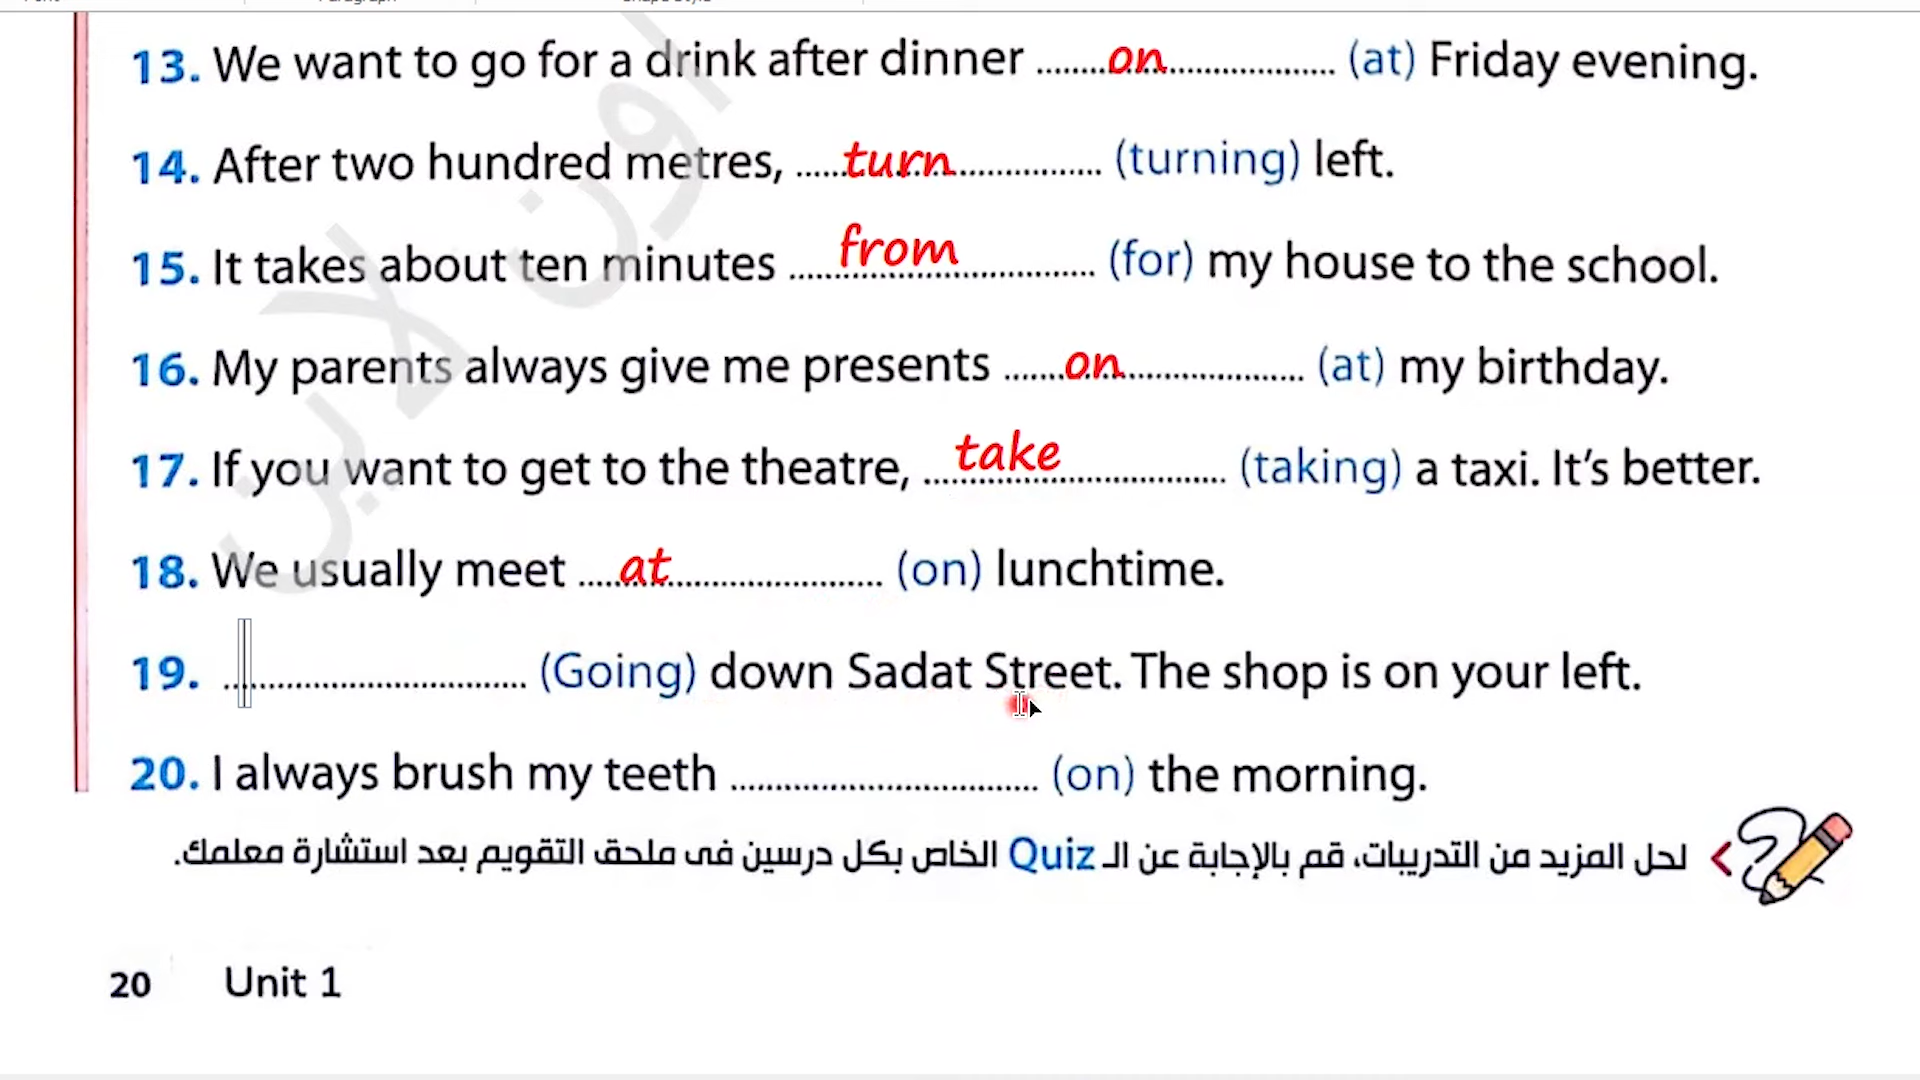 13. We want to go for a drink after dinner ........on.............................. (at) Friday evening.
14. After two hundred metres, ......turn............................ (turning) left.
15. It takes about ten minutes .......from........................... (for) my house to the school.
16. My parents always give me presents .......on............................ (at) my birthday.
17. If you want to get to the theatre, ....take.............................. (taking) a taxi. It's better.
18. We usually meet .....at............................. (on) lunchtime.
19. .................................... (Going) down Sadat Street. The shop is on your left.
20. I always brush my teeth .................................... (on) the morning.
لحل المزيد من التدريبات، قم بالإجابة عن الـ Quiz الخاص بكل درسين فى ملحق التقويم بعد استشارة معلمك.
20 Unit 1
اون لاين